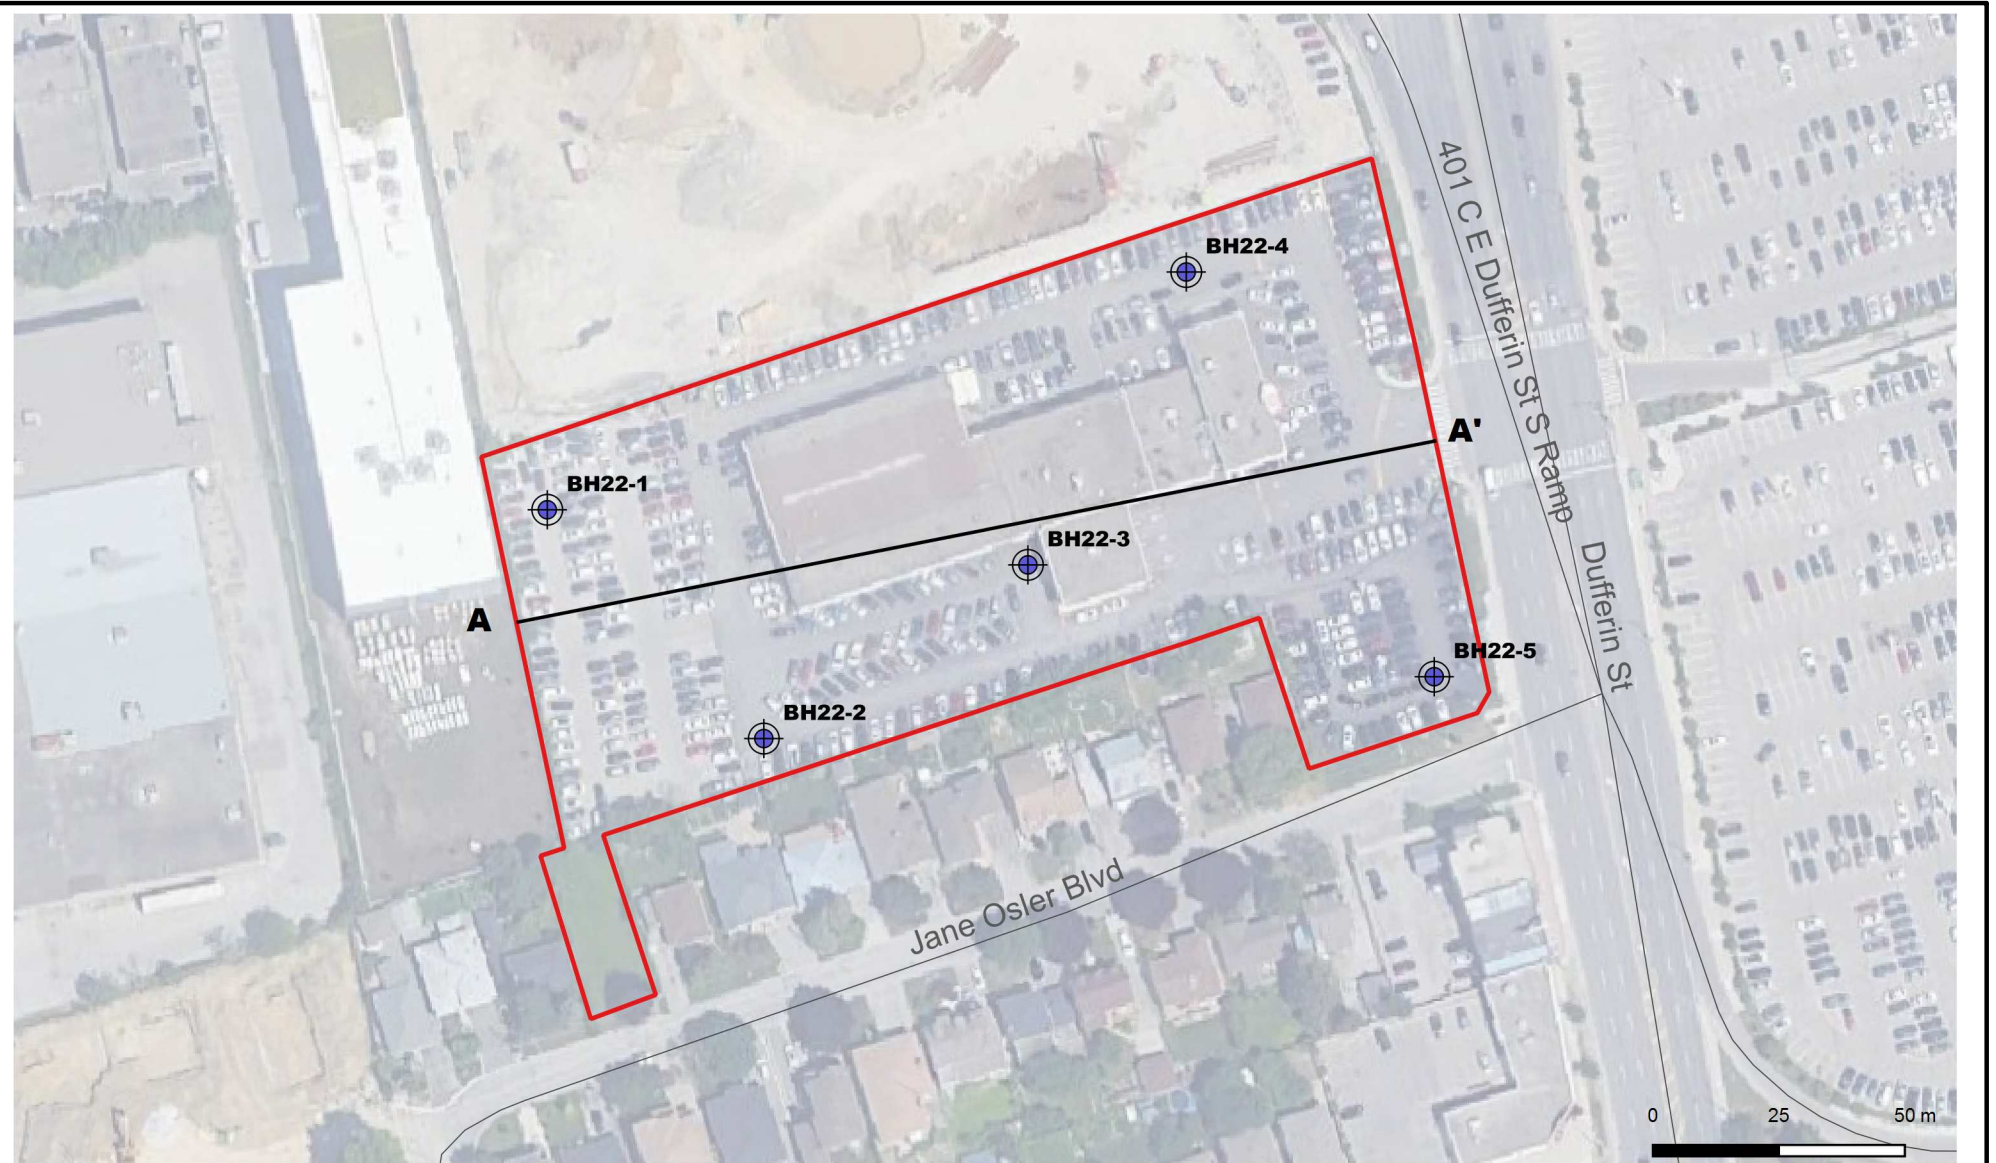 401 C E Dufferin St S Ramp
BH22-4
A'
BH22-1
BH22-3
A
Dufferin St
BH22-5
BH22-2
Jane Osler Blvd
0 25 50 m